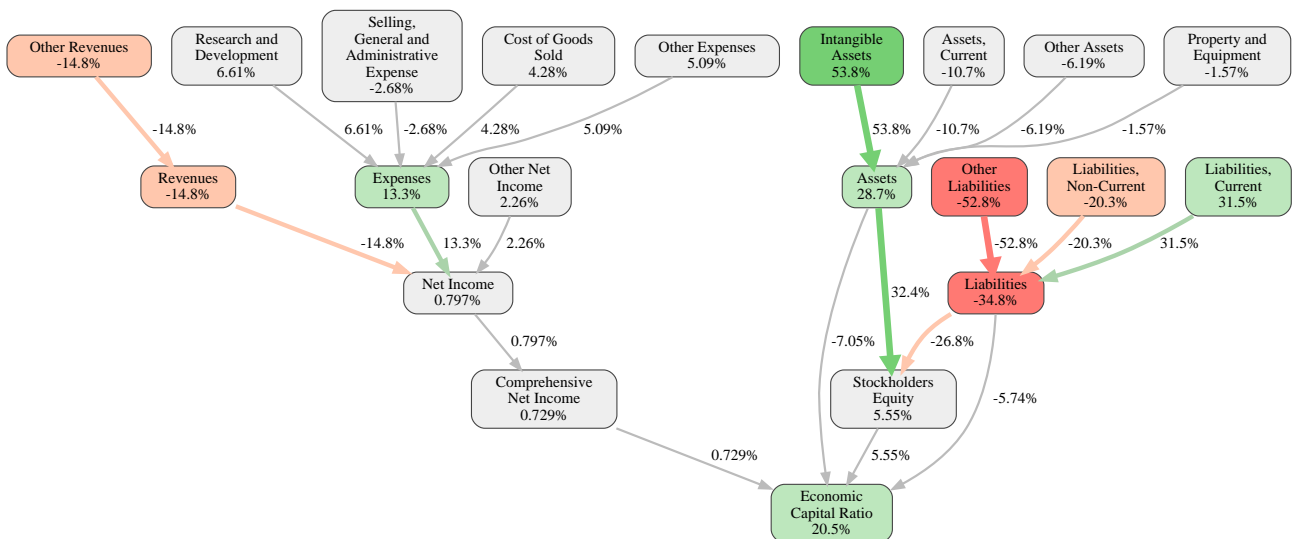 Other Revenues
-14.8%
Research and
Development
6.61%
Selling,
General and
Administrative
Expense
-2.68%
Cost of Goods
Sold
4.28%
Other Expenses
5.09%
Intangible
Assets
53.8%
Assets,
Current
-10.7%
Other Assets
-6.19%
Property and
Equipment
-1.57%
-14.8%
6.61%
-2.68%
4.28%
5.09%
53.8%
-10.7%
-6.19%
-1.57%
Revenues
-14.8%
Expenses
13.3%
Other Net
Income
2.26%
Assets
28.7%
Other
Liabilities
-52.8%
Liabilities,
Non-Current
-20.3%
Liabilities,
Current
31.5%
-14.8%
13.3%
2.26%
-52.8%
-20.3%
31.5%
Net Income
0.797%
32.4%
Liabilities
-34.8%
0.797%
-7.05%
-26.8%
Comprehensive
Net Income
0.729%
Stockholders
Equity
5.55%
-5.74%
0.729%
5.55%
Economic
Capital Ratio
20.5%